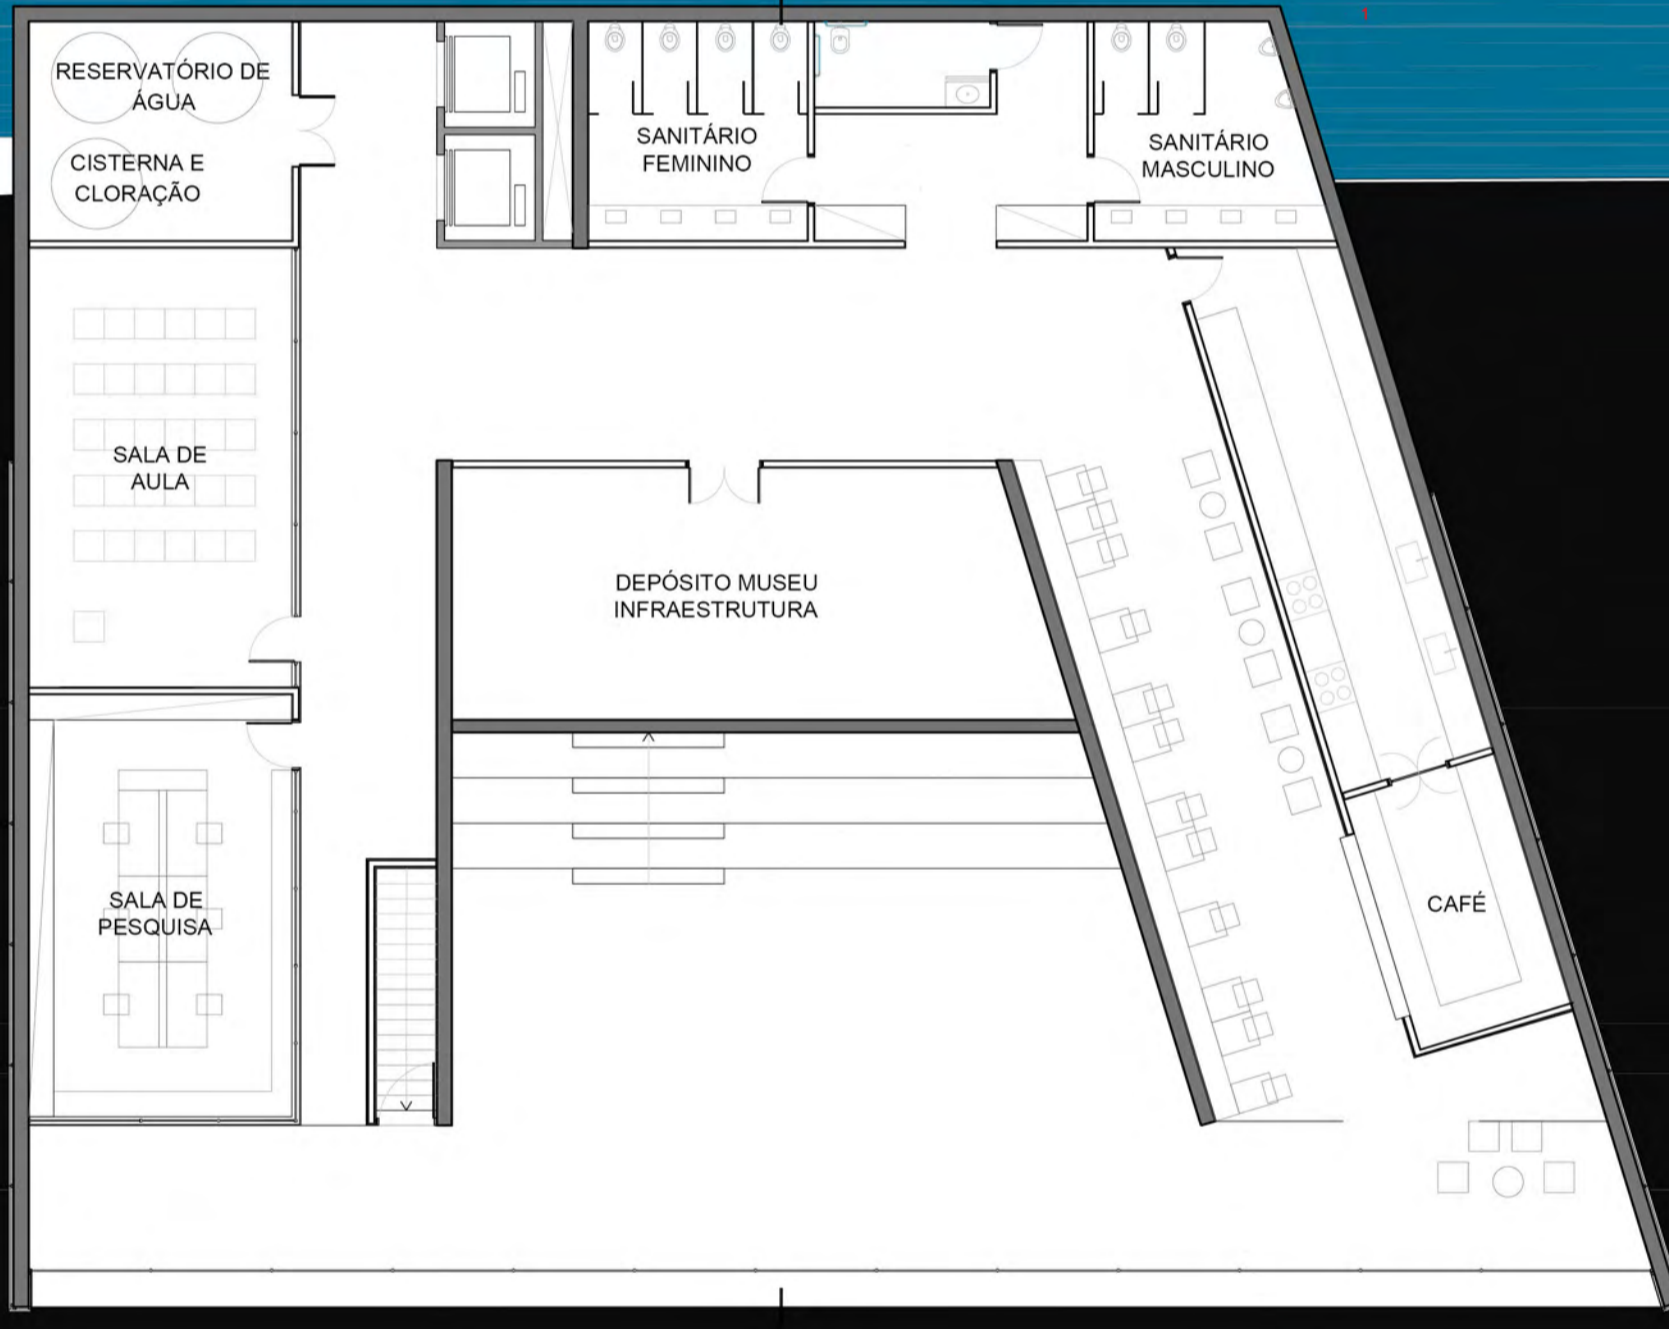 1
RESERVATÓRIO DE
ÁGUA
CISTERNA E
CLORAÇÃO
SANITÁRIO
FEMININO
SANITÁRIO
MASCULINO
SALA DE
AULA
DEPÓSITO MUSEU
INFRAESTRUTURA
SALA DE
PESQUISA
CAFÉ